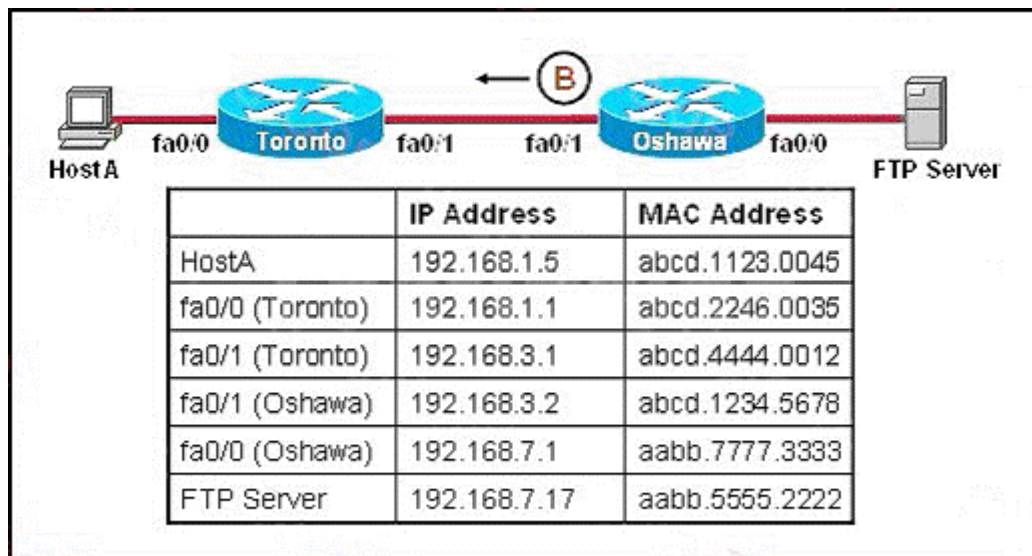 B
fa0/0 Toronto fa0/1 fa0/1 Oshawa fa0/0
HostA FTP Server
IP Address MAC Address
HostA 192.168.1.5 abcd.1123.0045
fa0/0 (Toronto) 192.168.1.1 abcd.2246.0035
fa0/1 (Toronto) 192.168.3.1 abcd.4444.0012
fa0/1 (Oshawa) 192.168.3.2 abcd.1234.5678
fa0/0 (Oshawa) 192.168.7.1 aabb.7777.3333
FTP Server 192.168.7.17 aabb.5555.2222